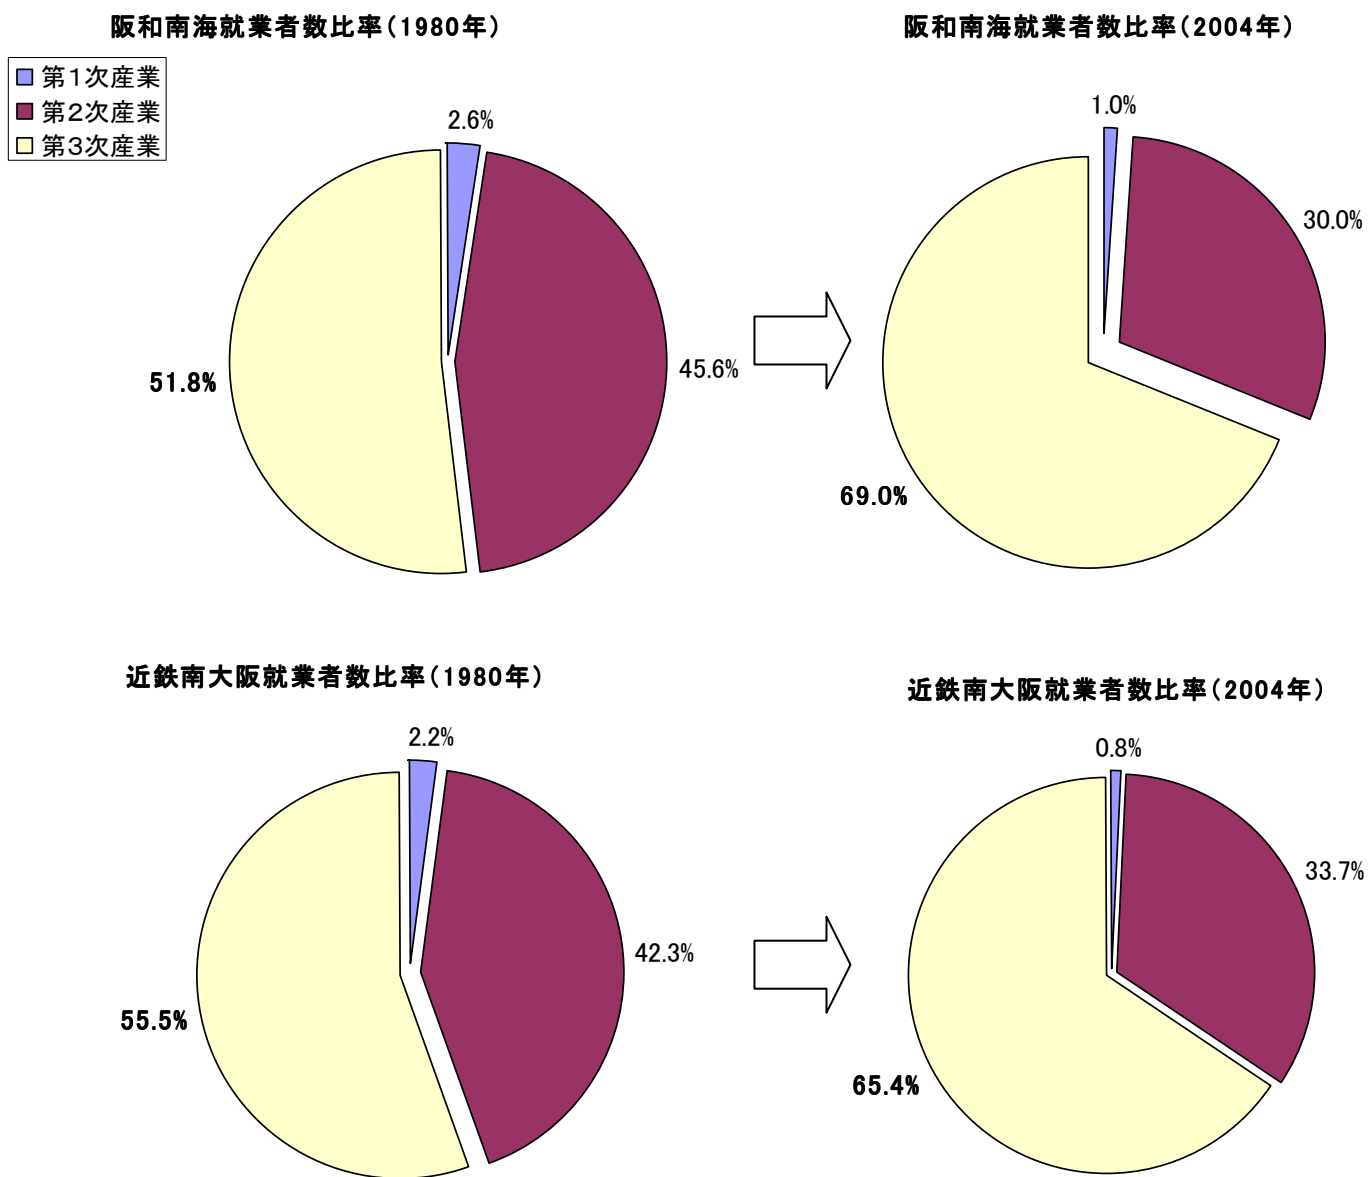 阪和南海就業者数比率(1980年)
第1次産業
第2次産業
第3次産業
2.6%
45.6%
51.8%
阪和南海就業者数比率(2004年)
1.0%
30.0%
69.0%
近鉄南大阪就業者数比率(1980年)
2.2%
42.3%
55.5%
近鉄南大阪就業者数比率(2004年)
0.8%
33.7%
65.4%